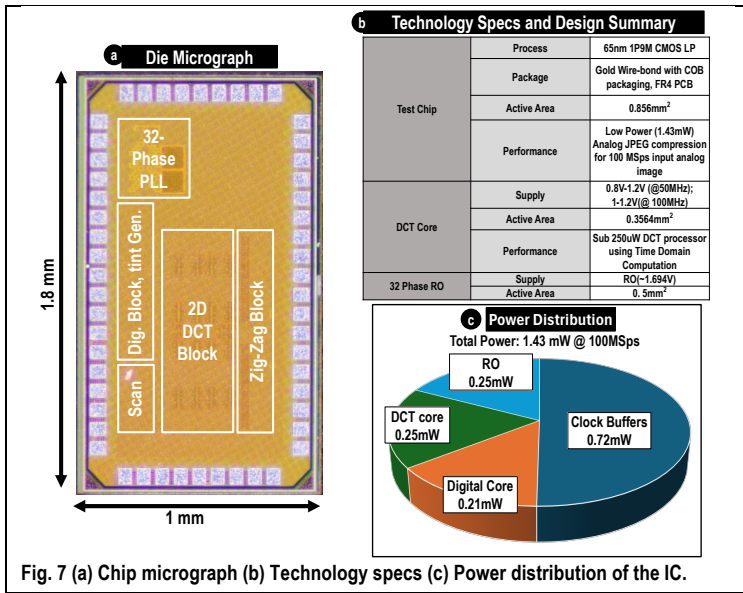 a Die Micrograph
32-
Phase
PLL
Dig. Block, tint Gen.
2D
DCT
Block
Zig-Zag Block
Scan
1.8 mm
1 mm
b Technology Specs and Design Summary
Test Chip
Process
65nm 1P9M CMOS LP
Package
Gold Wire-bond with COB
packaging, FR4 PCB
Active Area
0.856mm²
Performance
Low Power (1.43mW)
Analog JPEG compression
for 100 MSps input analog
image
DCT Core
Supply
0.8V-1.2V (@50MHz);
1-1.2V(@ 100MHz)
Active Area
0.3564mm²
Performance
Sub 250uW DCT processor
using Time Domain
Computation
32 Phase RO
Supply
RO(~1.694V)
Active Area
0. 5mm²
c Power Distribution
Total Power: 1.43 mW @ 100MSps
RO
0.25mW
DCT core
0.25mW
Clock Buffers
0.72mW
Digital Core
0.21mW
Fig. 7 (a) Chip micrograph (b) Technology specs (c) Power distribution of the IC.